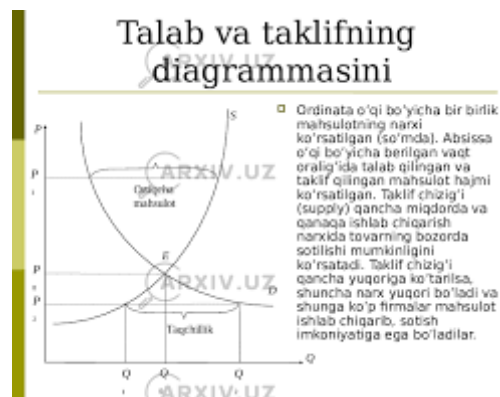 Talab va taklifning
diagrammasini
Ordinata o‘qi bo‘yicha bir birlik
mahsulotning narxi
ko‘rsatilgan (so‘mda). Absissa
o‘qi bo‘yicha berilgan vaqt
oralig‘ida talab qilingan va
taklif qilingan mahsulot hajmi
ko‘rsatilgan. Taklif chizig‘i
(supply) qancha miqdorda va
qanaqa ishlab chiqarish
narxida tovarning bozorda
sotilishi mumkinligini
ko‘rsatadi. Taklif chizig‘i
qancha yuqoriga ko‘tarilsa,
shuncha narx yuqori bo‘ladi va
shunga ko‘p firmalar mahsulot
ishlab chiqarib, sotish
imkoniyatiga ega bo‘ladilar.
P
S
P
1
Ortiqcha
mahsulot
E
P
P
2
D
Taqchillik
Q
Q Q Q
ARXIV.UZ
ARXIV.UZ
ARXIV.UZ
ARXIV.UZ